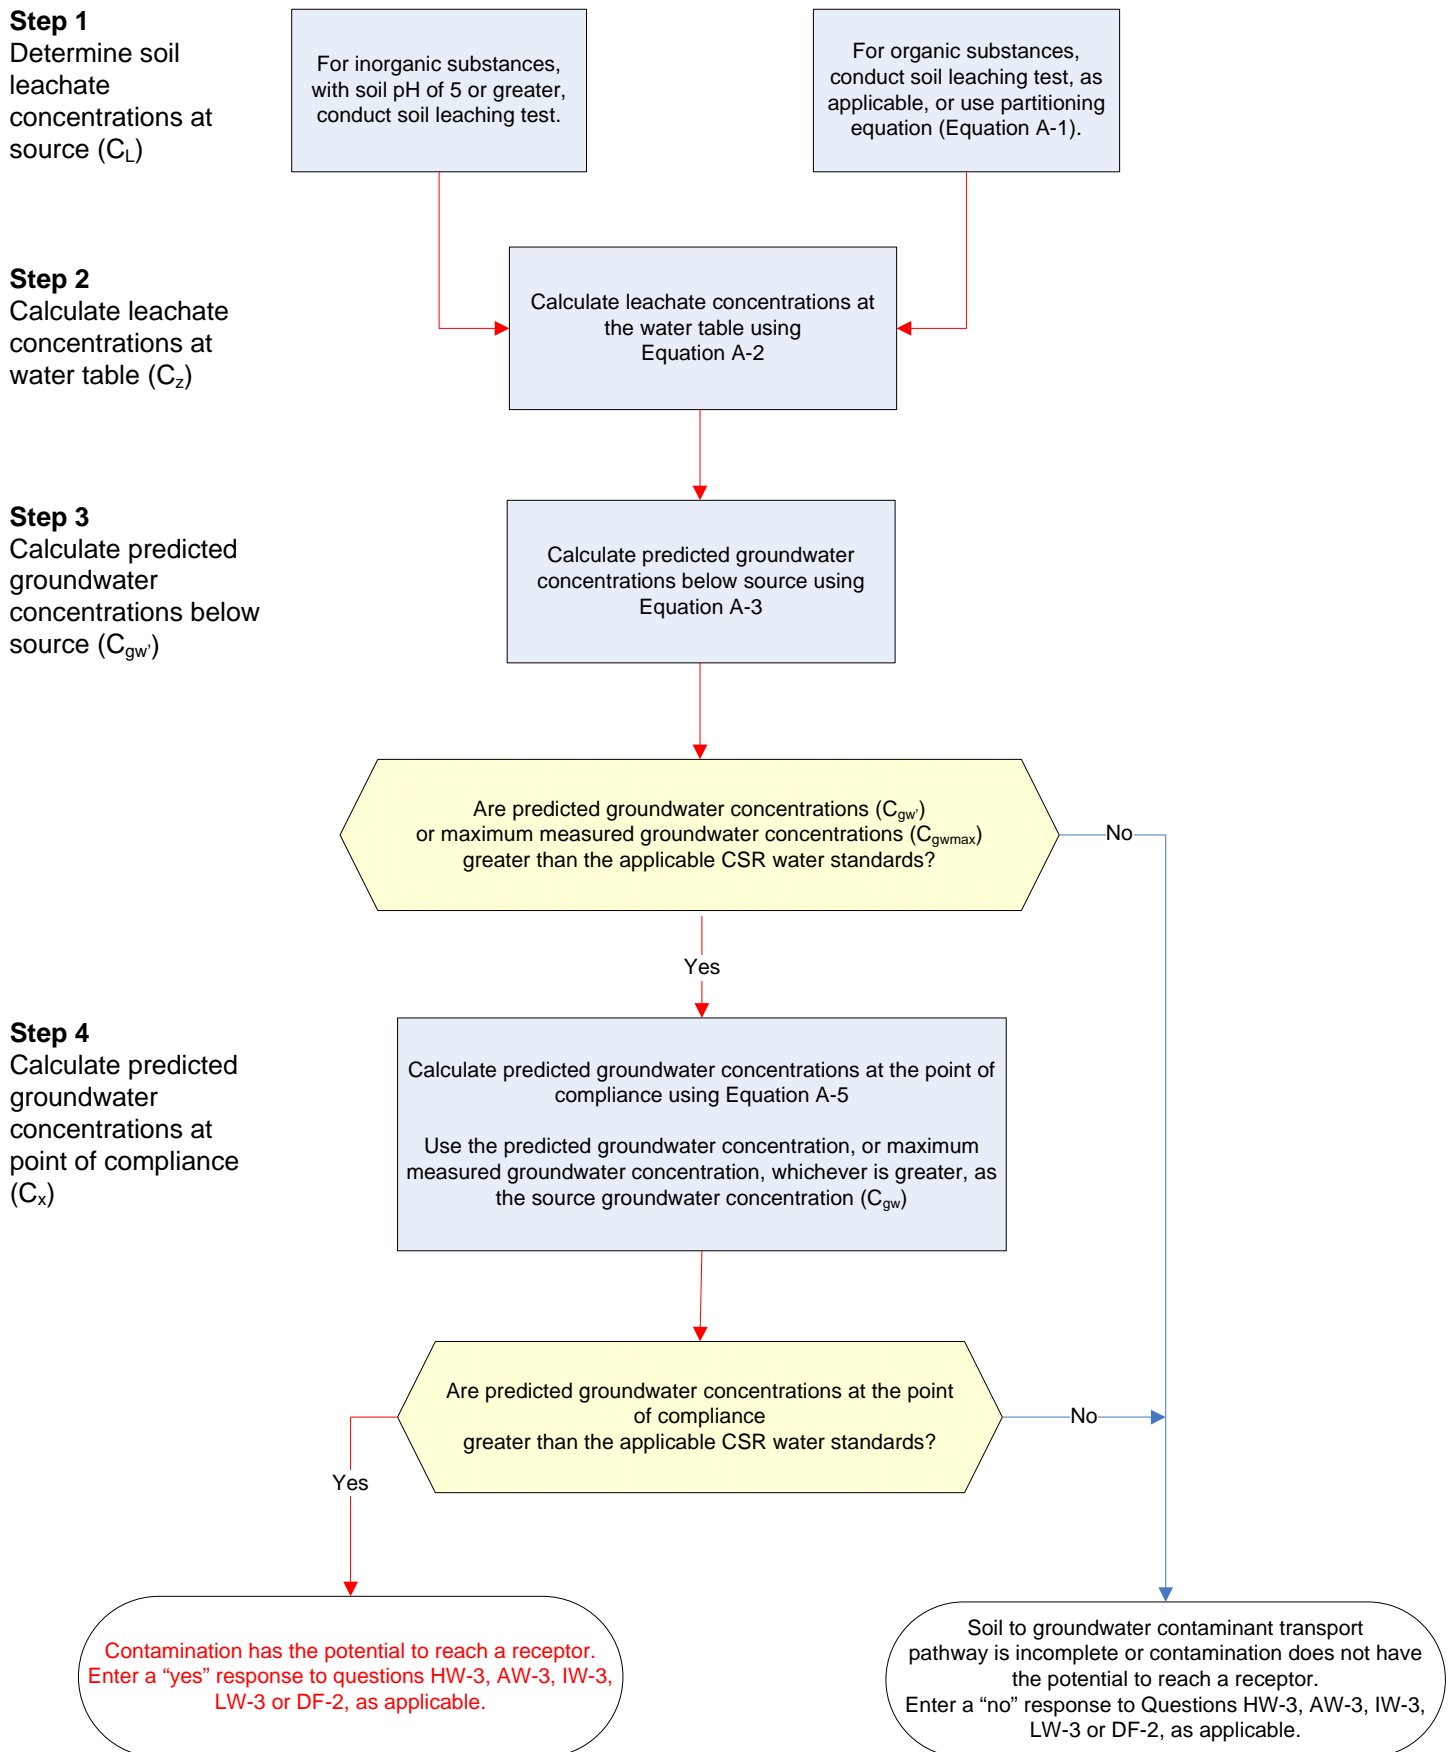 Step 1
Determine soil
leachate
concentrations at
source (CL)
For inorganic substances,
with soil pH of 5 or greater,
conduct soil leaching test.
For organic substances,
conduct soil leaching test, as
applicable, or use partitioning
equation (Equation A-1).
Step 2
Calculate leachate
concentrations at
water table (Cz)
Calculate leachate concentrations at
the water table using
Equation A-2
Step 3
Calculate predicted
groundwater
concentrations below
source (Cgw')
Calculate predicted groundwater
concentrations below source using
Equation A-3
Are predicted groundwater concentrations (Cgw')
or maximum measured groundwater concentrations (Cgwmax)
greater than the applicable CSR water standards?
No
Yes
Step 4
Calculate predicted
groundwater
concentrations at
point of compliance
(Cx)
Calculate predicted groundwater concentrations at the point of
compliance using Equation A-5
Use the predicted groundwater concentration, or maximum
measured groundwater concentration, whichever is greater, as
the source groundwater concentration (Cgw)
Are predicted groundwater concentrations at the point
of compliance
greater than the applicable CSR water standards?
No
Yes
Contamination has the potential to reach a receptor.
Enter a “yes” response to questions HW-3, AW-3, IW-3,
LW-3 or DF-2, as applicable.
Soil to groundwater contaminant transport
pathway is incomplete or contamination does not have
the potential to reach a receptor.
Enter a “no” response to Questions HW-3, AW-3, IW-3,
LW-3 or DF-2, as applicable.